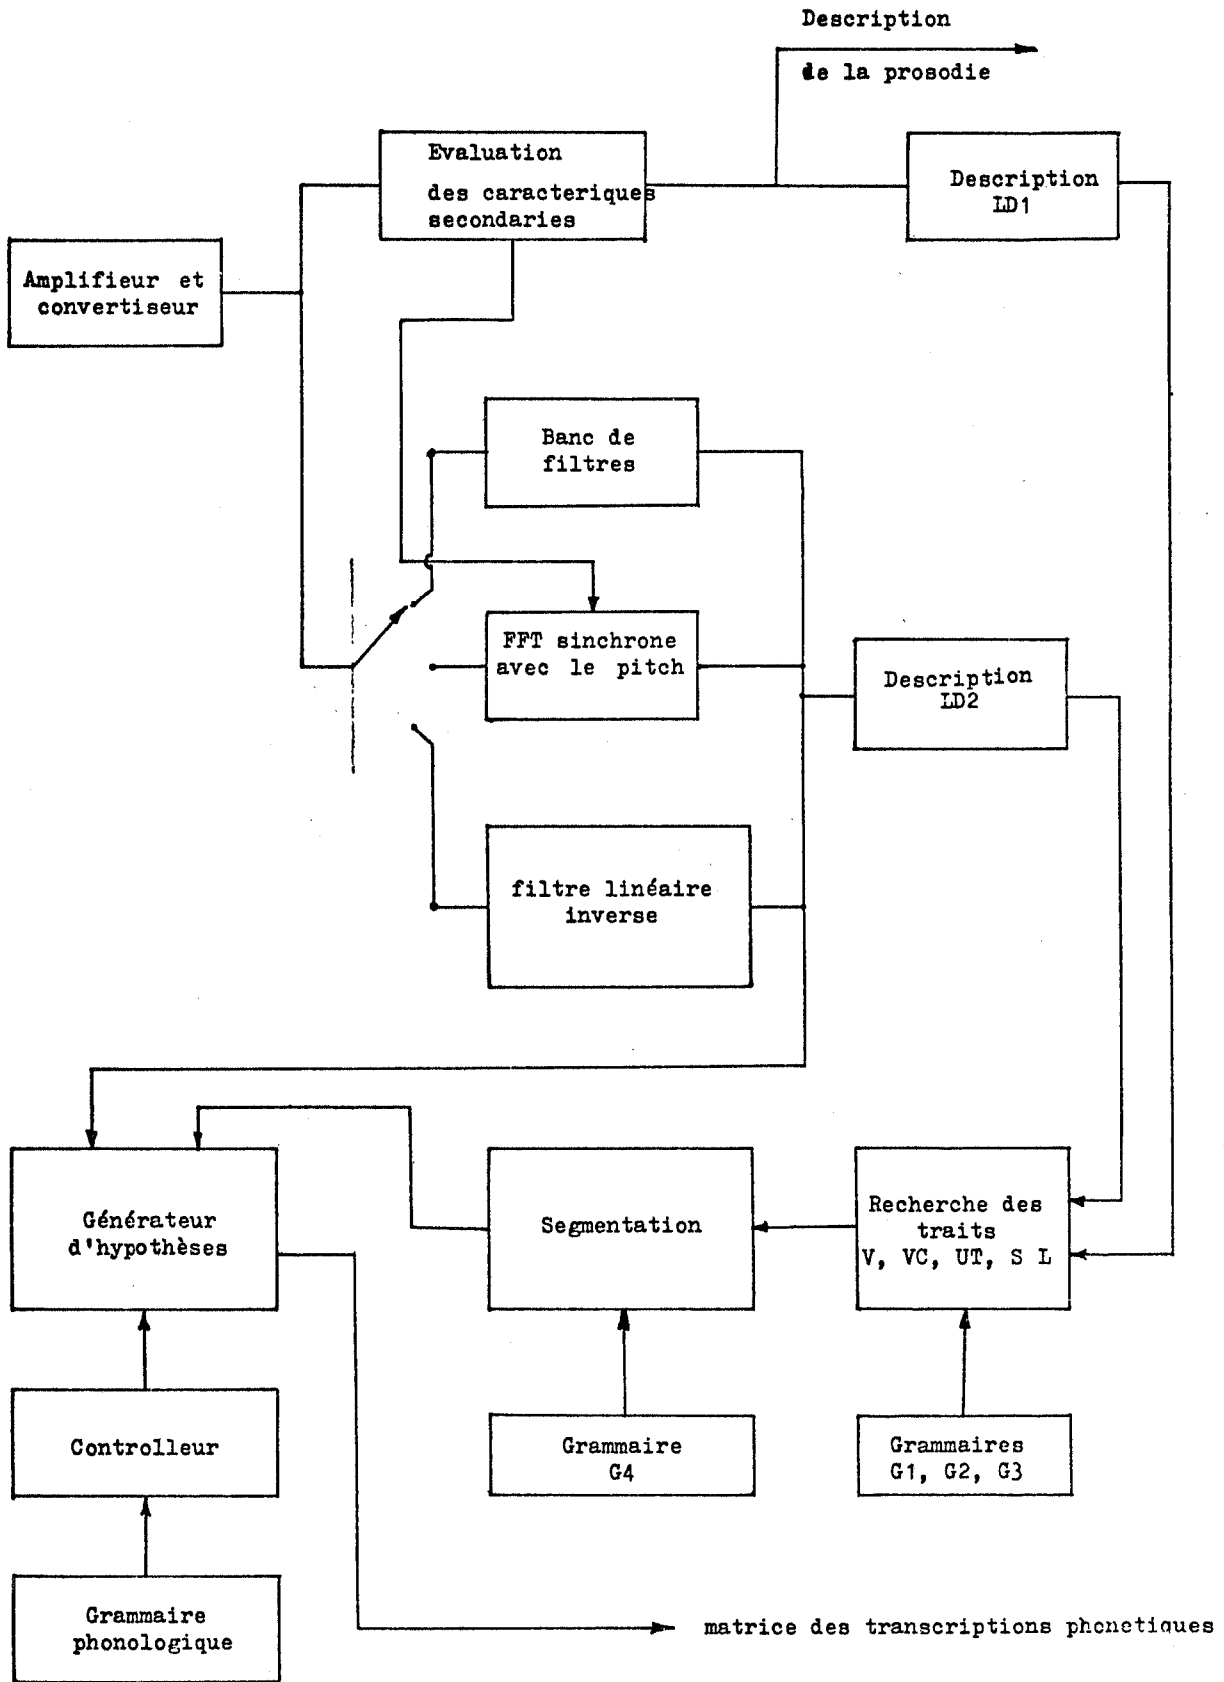 Description
de la prosodie
Evaluation
des caracteriques
secondaries
Description
LD1
Amplifieur et
convertiseur
Banc de
filtres
FFT sinchrone
avec le pitch
Description
LD2
filtre linéaire
inverse
Générateur
d'hypothèses
Segmentation
Recherche des
traits
V, VC, UT, S L
Controlleur
Grammaire
G4
Grammaires
G1, G2, G3
Grammaire
phonologique
matrice des transcriptions phonetiques